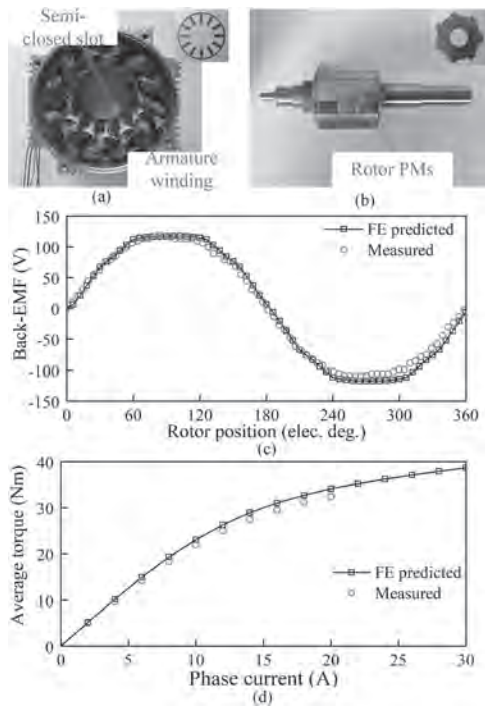 Semi-
closed slot
Armature
winding
(a)
Rotor PMs
(b)
150
100
50
0
-50
-100
-150
Back-EMF (V)
FE predicted
Measured
0 60 120 180 240 300 360
Rotor position (elec. deg.)
(c)
40
30
20
10
0
Average torque (Nm)
FE predicted
Measured
0 5 10 15 20 25 30
Phase current (A)
(d)